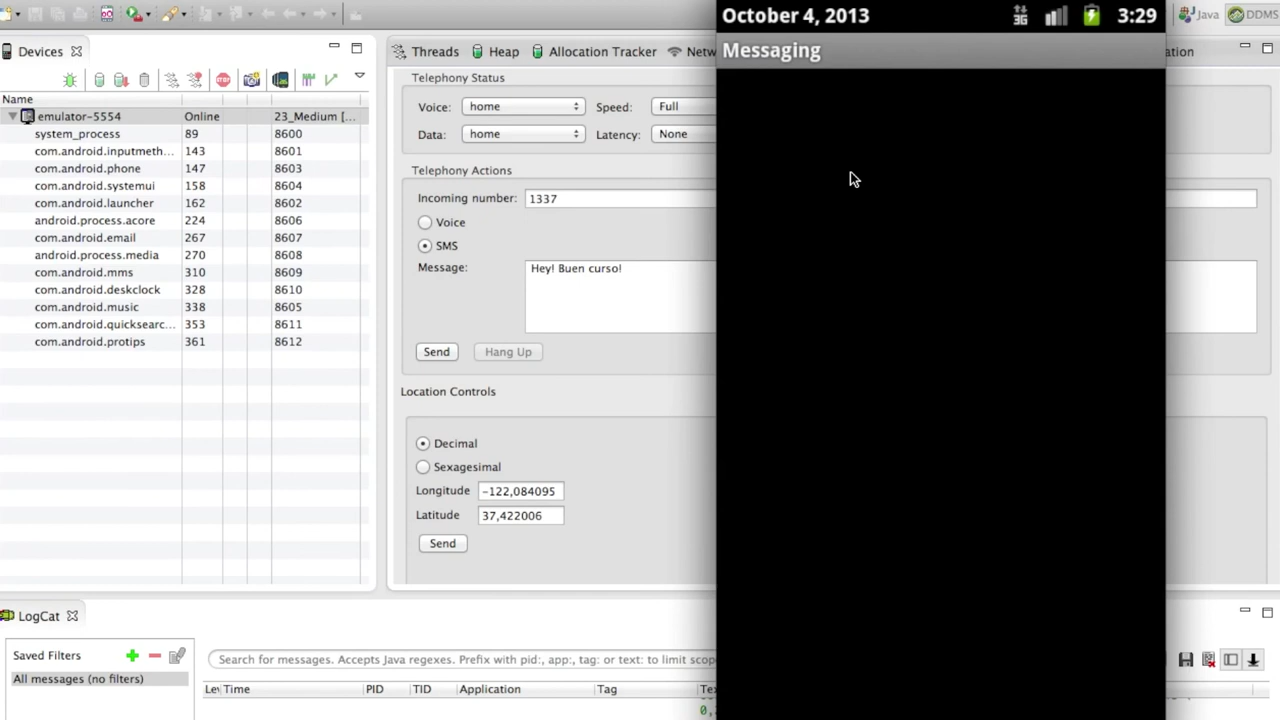 October 4, 2013
3G
3:29
Java
DDMS
Messaging
Devices
Threads
Heap
Allocation Tracker
Netw
ation
Name
emulator-5554 Online 23_Medium [...
system_process 89 8600
com.android.inputmeth... 143 8601
com.android.phone 147 8603
com.android.systemui 158 8604
com.android.launcher 162 8602
android.process.acore 224 8606
com.android.email 267 8607
android.process.media 270 8608
com.android.mms 310 8609
com.android.deskclock 328 8610
com.android.music 338 8605
com.android.quicksearc... 353 8611
com.android.protips 361 8612
Telephony Status
Voice: home Speed: Full
Data: home Latency: None
Telephony Actions
Incoming number: 1337
Voice
SMS
Message: Hey! Buen curso!
Send Hang Up
Location Controls
Decimal
Sexagesimal
Longitude -122,084095
Latitude 37,422006
Send
LogCat
Saved Filters
All messages (no filters)
Search for messages. Accepts Java regexes. Prefix with pid:, app:, tag: or text: to limit scop
Time PID TID Application Tag